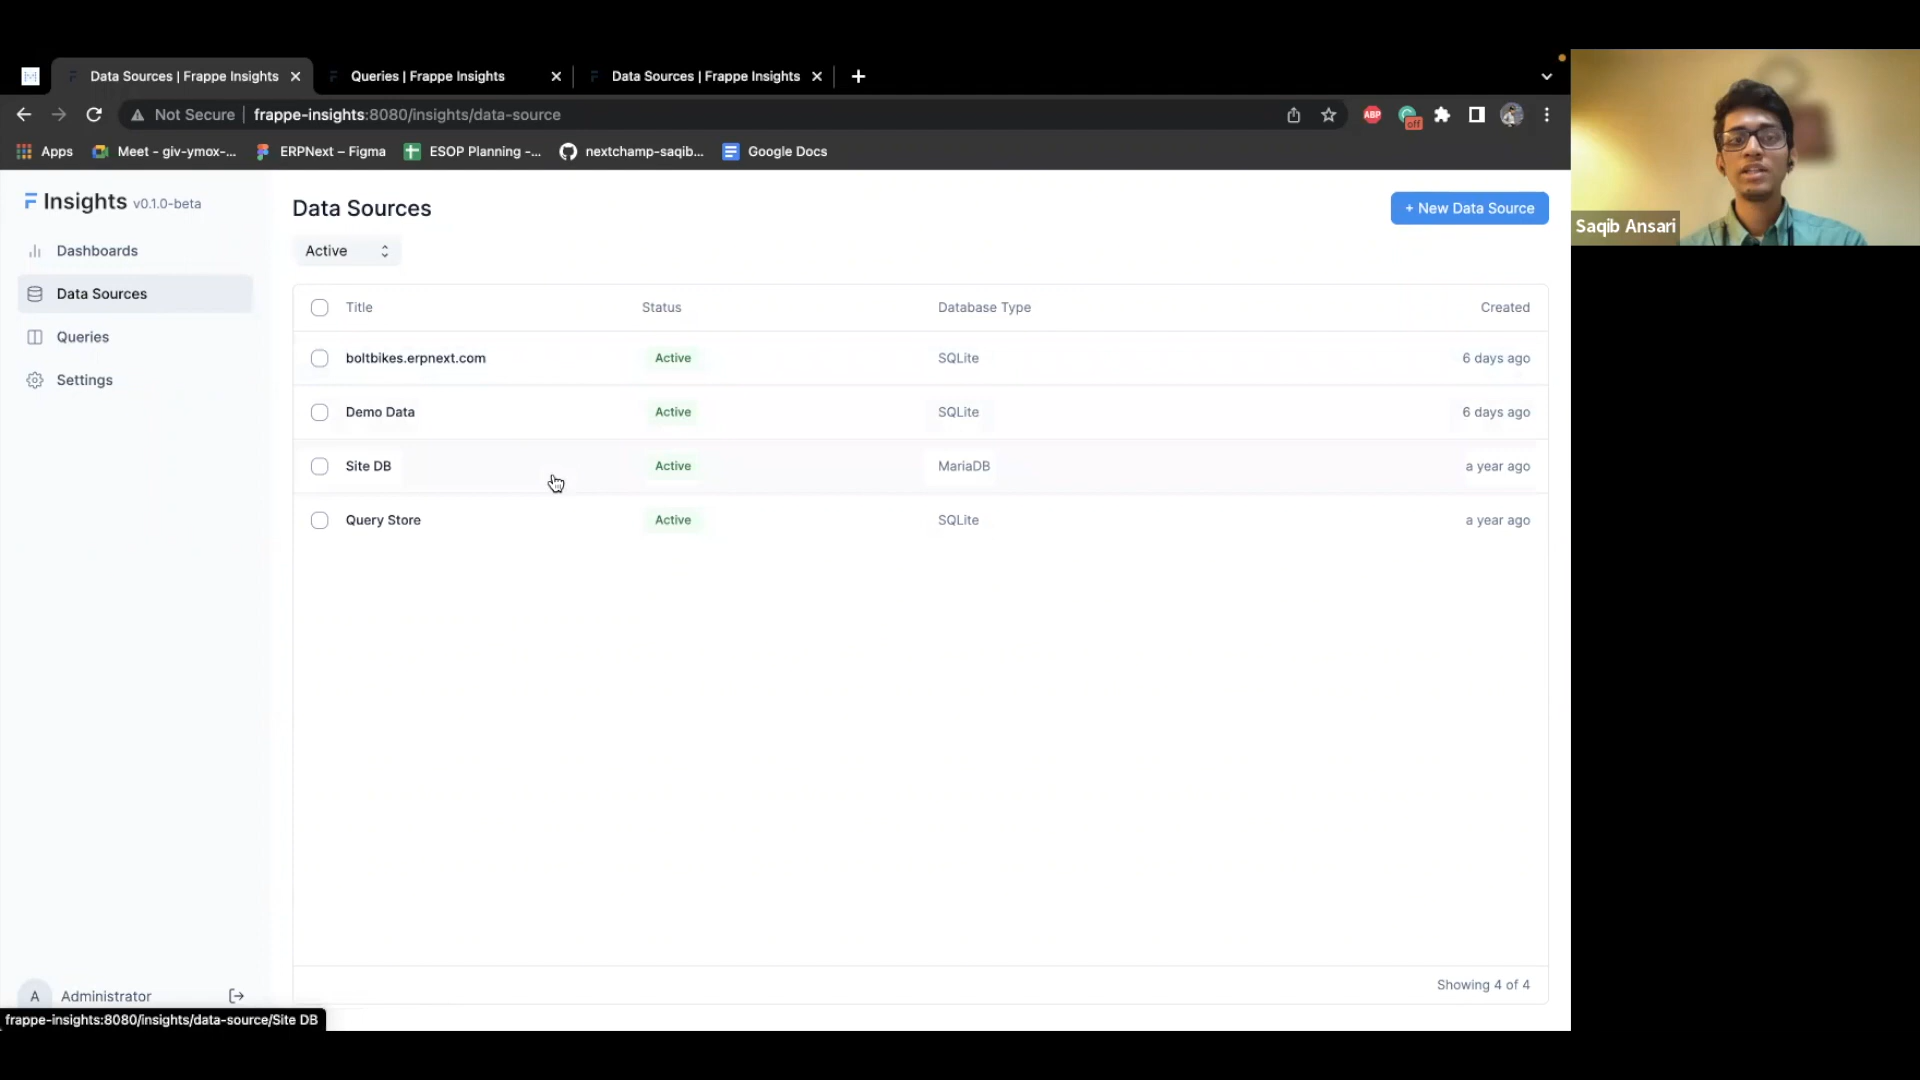 Data Sources | Frappe Insights
Queries | Frappe Insights
Data Sources | Frappe Insights
Not Secure frappe-insights:8080/insights/data-source
ABP
off
Apps Meet - giv-ymox-... ERPNext – Figma ESOP Planning -... nextchamp-saqib... Google Docs
Saqib Ansari
Insights v0.1.0-beta
Dashboards
Data Sources
Queries
Settings
Data Sources
+ New Data Source
Active
Title Status Database Type Created
boltbikes.erpnext.com Active SQLite 6 days ago
Demo Data Active SQLite 6 days ago
Site DB Active MariaDB a year ago
Query Store Active SQLite a year ago
Showing 4 of 4
A Administrator
frappe-insights:8080/insights/data-source/Site DB